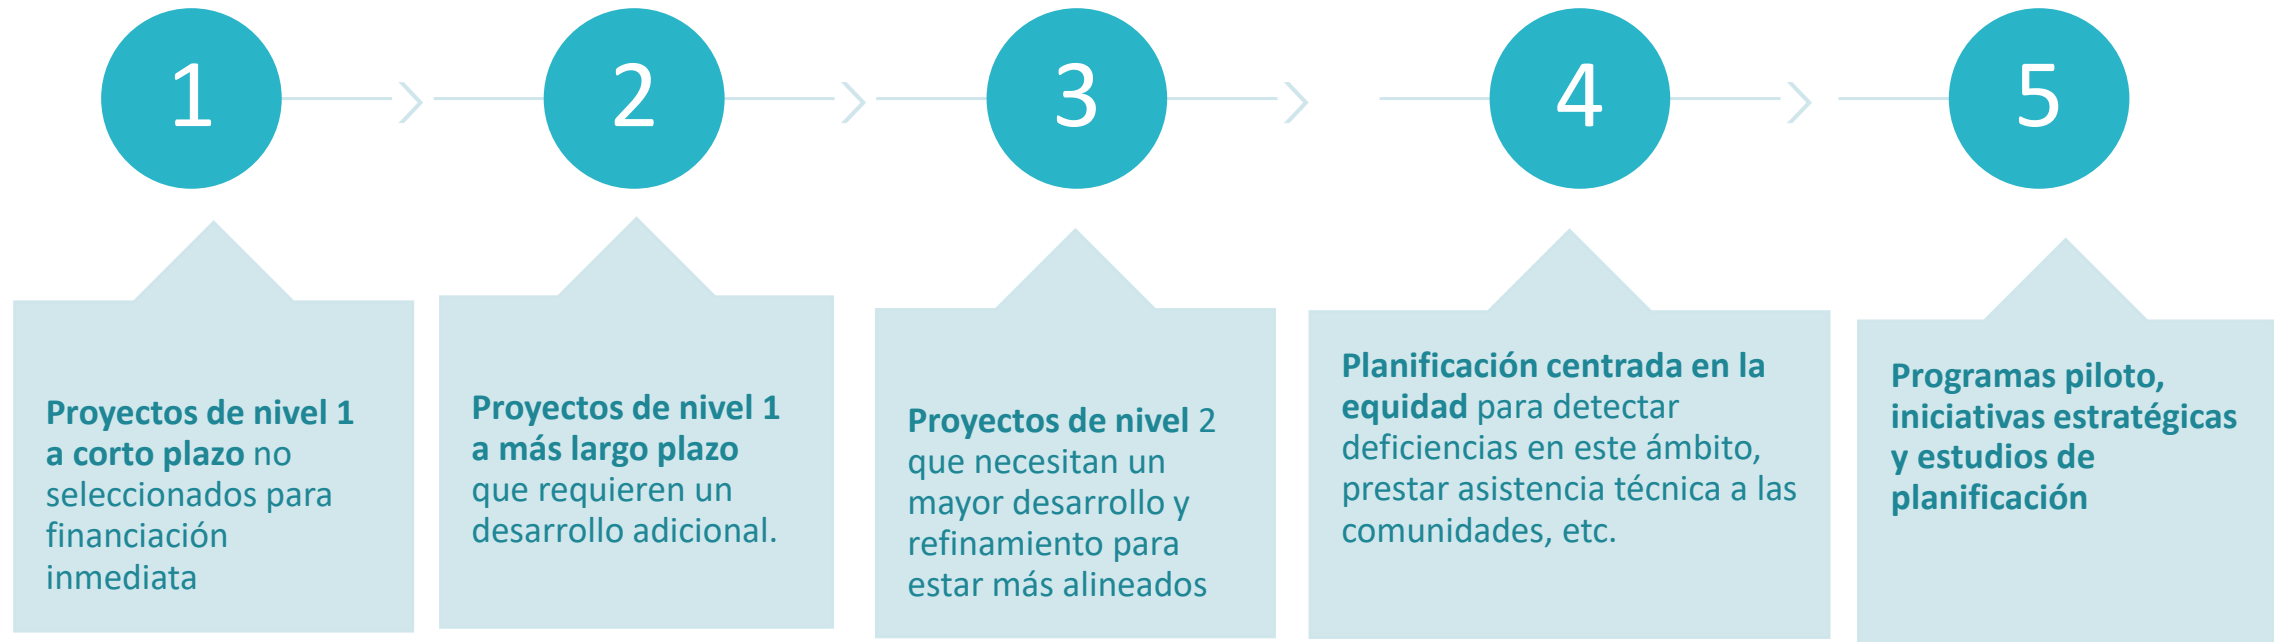 1
2
3
4
5
Proyectos de nivel 1
a corto plazo no
seleccionados para
financiación
inmediata
Proyectos de nivel 1
a más largo plazo
que requieren un
desarrollo adicional.
Proyectos de nivel 2
que necesitan un
mayor desarrollo y
refinamiento para
estar más alineados
Planificación centrada en la
equidad para detectar
deficiencias en este ámbito,
prestar asistencia técnica a las
comunidades, etc.
Programas piloto,
iniciativas estratégicas
y estudios de
planificación